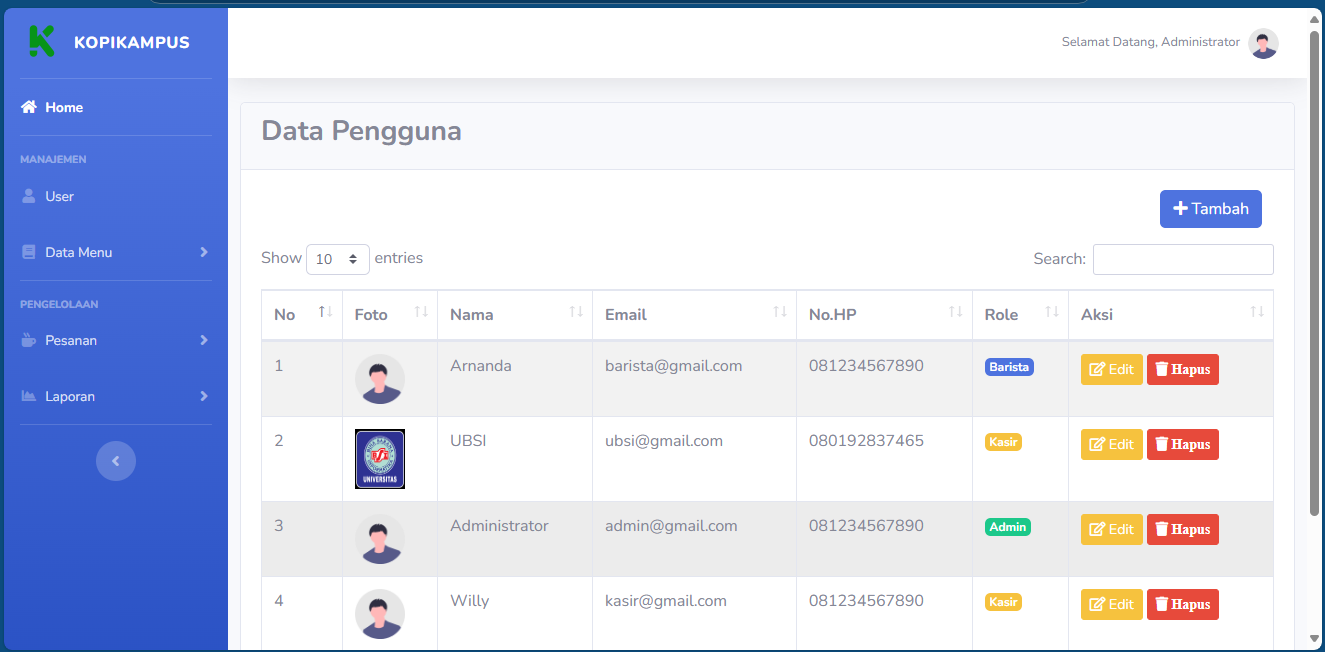 KOPIKAMPUS
Selamat Datang, Administrator
Home
MANAJEMEN
User
Data Menu
PENGELOLAAN
Pesanan
Laporan
Data Pengguna
Tambah
Show 10 entries
Search:
No Foto Nama Email No.HP Role Aksi
1 Arnanda barista@gmail.com 081234567890 Barista Edit Hapus
2 UBSI ubsi@gmail.com 080192837465 Kasir Edit Hapus
UNIVERSITAS
3 Administrator admin@gmail.com 081234567890 Admin Edit Hapus
4 Willy kasir@gmail.com 081234567890 Kasir Edit Hapus